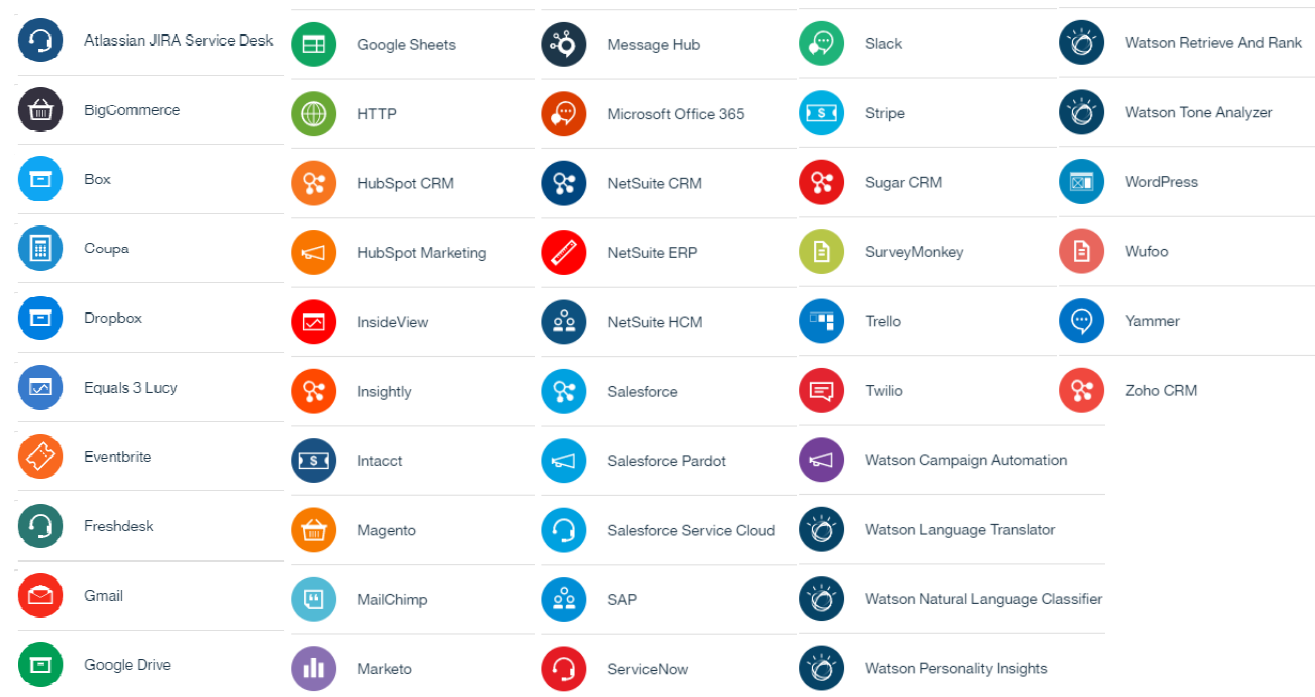 Atlassian JIRA Service Desk
BigCommerce
Box
Coupa
Dropbox
Equals 3 Lucy
Eventbrite
Freshdesk
Gmail
Google Drive
Google Sheets
HTTP
HubSpot CRM
HubSpot Marketing
InsideView
Insightly
Intacct
Magento
MailChimp
Marketo
Message Hub
Microsoft Office 365
NetSuite CRM
NetSuite ERP
NetSuite HCM
Salesforce
Salesforce Pardot
Salesforce Service Cloud
SAP
ServiceNow
Slack
Stripe
Sugar CRM
SurveyMonkey
Trello
Twilio
Watson Campaign Automation
Watson Language Translator
Watson Natural Language Classifier
Watson Personality Insights
Watson Retrieve And Rank
Watson Tone Analyzer
WordPress
Wufoo
Yammer
Zoho CRM